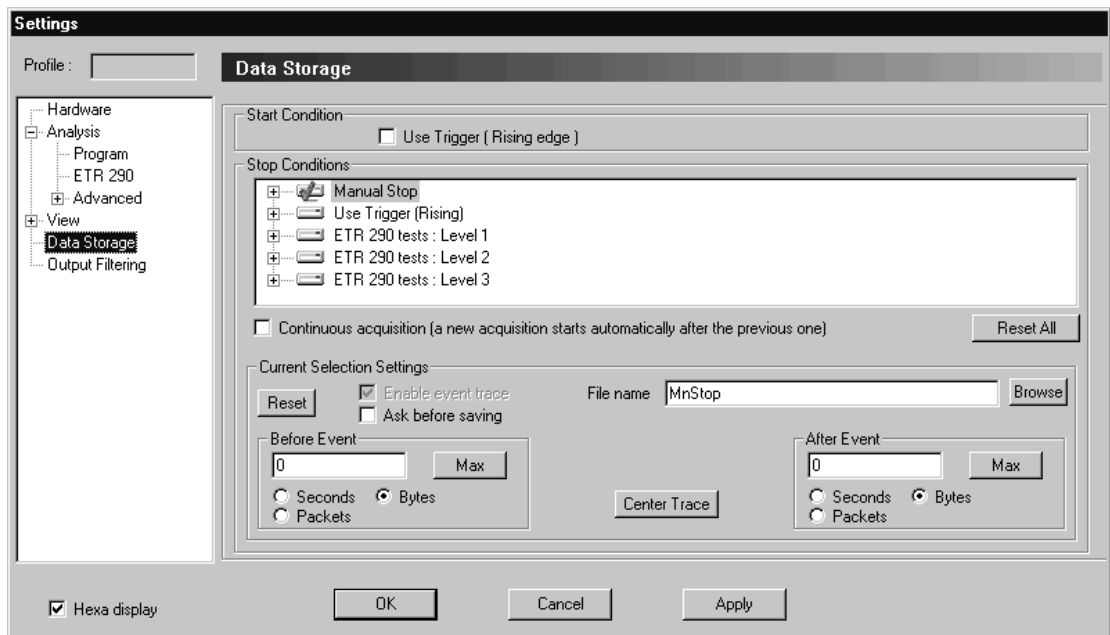 Settings
Profile :
Data Storage
Hardware
Analysis
Program
ETR 290
Advanced
View
Data Storage
Output Filtering
Start Condition
Use Trigger ( Rising edge )
Stop Conditions
Manual Stop
Use Trigger (Rising)
ETR 290 tests : Level 1
ETR 290 tests : Level 2
ETR 290 tests : Level 3
Continuous acquisition (a new acquisition starts automatically after the previous one)
Reset All
Current Selection Settings
Reset
Enable event trace
Ask before saving
File name
MnStop
Browse
Before Event
0
Max
Seconds
Bytes
Packets
Center Trace
After Event
0
Max
Seconds
Bytes
Packets
Hexa display
OK
Cancel
Apply